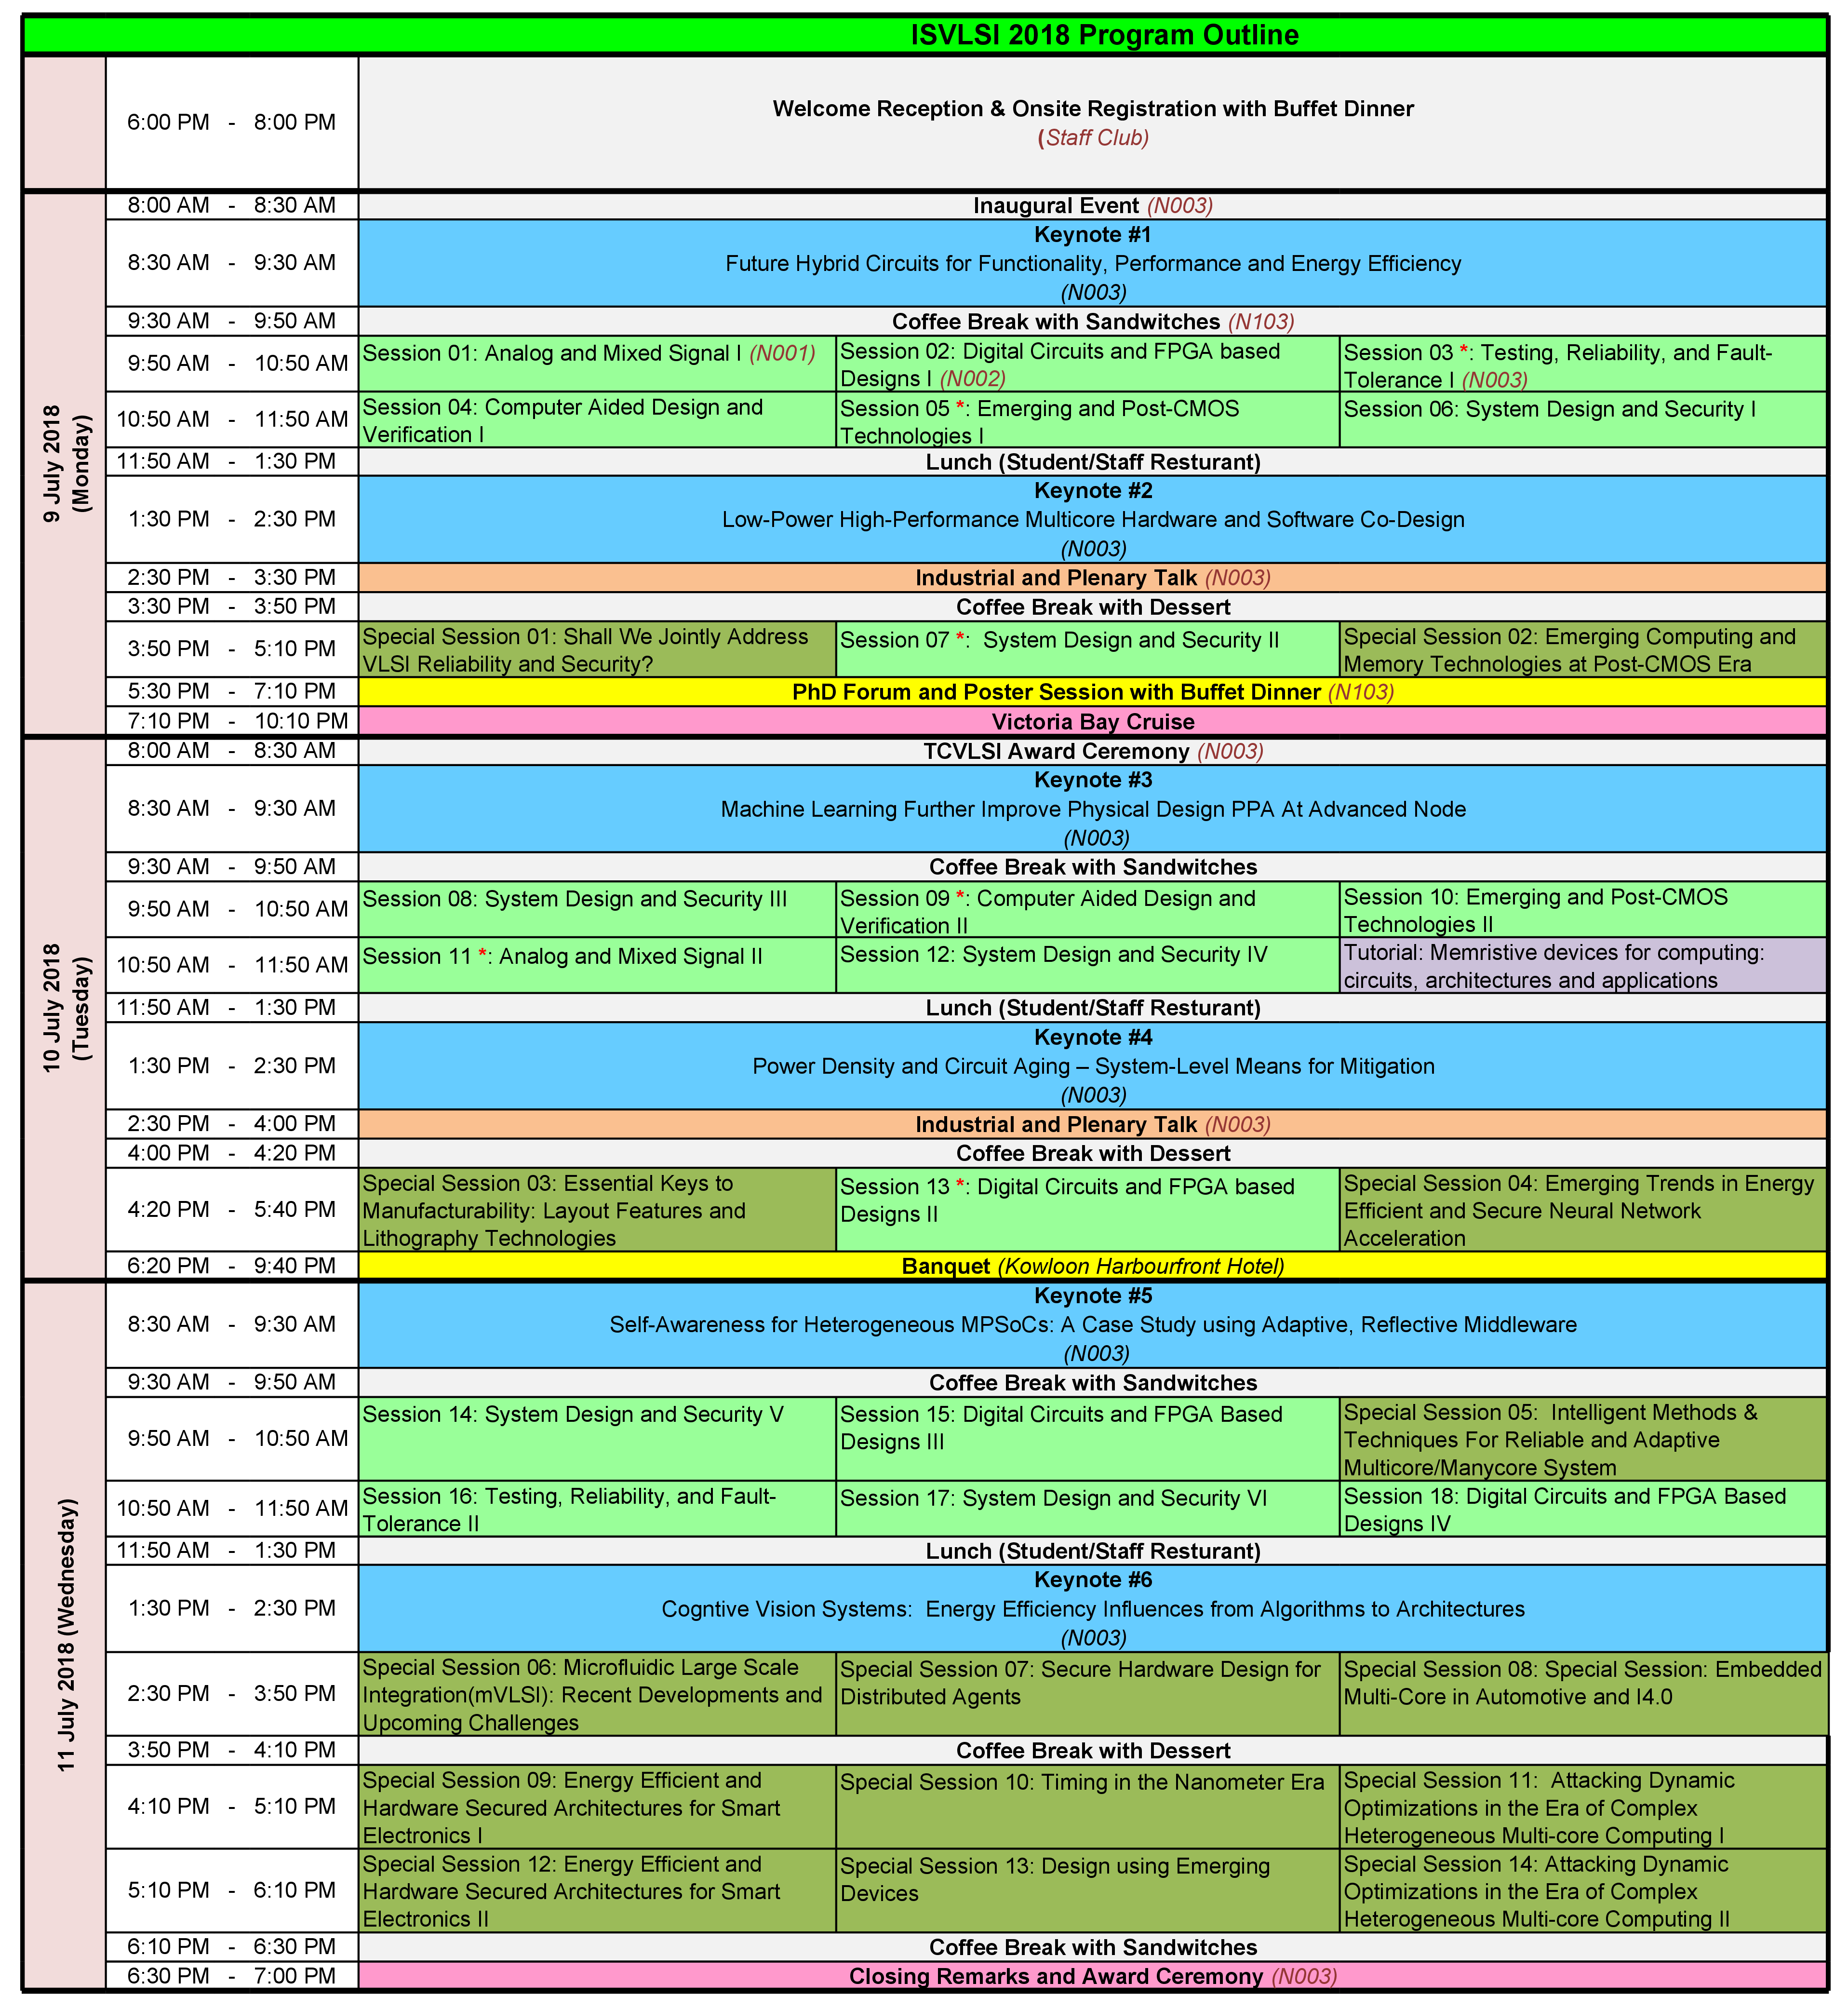 ISVLSI 2018 Program Outline
6:00 PM - 8:00 PM
Welcome Reception & Onsite Registration with Buffet Dinner
(Staff Club)
9 July 2018
(Monday)
8:00 AM - 8:30 AM
Inaugural Event (N003)
8:30 AM - 9:30 AM
Keynote #1
Future Hybrid Circuits for Functionality, Performance and Energy Efficiency
(N003)
9:30 AM - 9:50 AM
Coffee Break with Sandwitches (N103)
9:50 AM - 10:50 AM
Session 01: Analog and Mixed Signal I (N001)
Session 02: Digital Circuits and FPGA based
Designs I (N002)
Session 03 *: Testing, Reliability, and Fault-
Tolerance I (N003)
10:50 AM - 11:50 AM
Session 04: Computer Aided Design and
Verification I
Session 05 *: Emerging and Post-CMOS
Technologies I
Session 06: System Design and Security I
11:50 AM - 1:30 PM
Lunch (Student/Staff Resturant)
1:30 PM - 2:30 PM
Keynote #2
Low-Power High-Performance Multicore Hardware and Software Co-Design
(N003)
2:30 PM - 3:30 PM
Industrial and Plenary Talk (N003)
3:30 PM - 3:50 PM
Coffee Break with Dessert
3:50 PM - 5:10 PM
Special Session 01: Shall We Jointly Address
VLSI Reliability and Security?
Session 07 *: System Design and Security II
Special Session 02: Emerging Computing and
Memory Technologies at Post-CMOS Era
5:30 PM - 7:10 PM
PhD Forum and Poster Session with Buffet Dinner (N103)
7:10 PM - 10:10 PM
Victoria Bay Cruise
10 July 2018
(Tuesday)
8:00 AM - 8:30 AM
TCVLSI Award Ceremony (N003)
8:30 AM - 9:30 AM
Keynote #3
Machine Learning Further Improve Physical Design PPA At Advanced Node
(N003)
9:30 AM - 9:50 AM
Coffee Break with Sandwitches
9:50 AM - 10:50 AM
Session 08: System Design and Security III
Session 09 *: Computer Aided Design and
Verification II
Session 10: Emerging and Post-CMOS
Technologies II
10:50 AM - 11:50 AM
Session 11 *: Analog and Mixed Signal II
Session 12: System Design and Security IV
Tutorial: Memristive devices for computing:
circuits, architectures and applications
11:50 AM - 1:30 PM
Lunch (Student/Staff Resturant)
1:30 PM - 2:30 PM
Keynote #4
Power Density and Circuit Aging – System-Level Means for Mitigation
(N003)
2:30 PM - 4:00 PM
Industrial and Plenary Talk (N003)
4:00 PM - 4:20 PM
Coffee Break with Dessert
4:20 PM - 5:40 PM
Special Session 03: Essential Keys to
Manufacturability: Layout Features and
Lithography Technologies
Session 13 *: Digital Circuits and FPGA based
Designs II
Special Session 04: Emerging Trends in Energy
Efficient and Secure Neural Network
Acceleration
6:20 PM - 9:40 PM
Banquet (Kowloon Harbourfront Hotel)
11 July 2018 (Wednesday)
8:30 AM - 9:30 AM
Keynote #5
Self-Awareness for Heterogeneous MPSoCs: A Case Study using Adaptive, Reflective Middleware
(N003)
9:30 AM - 9:50 AM
Coffee Break with Sandwitches
9:50 AM - 10:50 AM
Session 14: System Design and Security V
Session 15: Digital Circuits and FPGA Based
Designs III
Special Session 05: Intelligent Methods &
Techniques For Reliable and Adaptive
Multicore/Manycore System
10:50 AM - 11:50 AM
Session 16: Testing, Reliability, and Fault-
Tolerance II
Session 17: System Design and Security VI
Session 18: Digital Circuits and FPGA Based
Designs IV
11:50 AM - 1:30 PM
Lunch (Student/Staff Resturant)
1:30 PM - 2:30 PM
Keynote #6
Cogntive Vision Systems: Energy Efficiency Influences from Algorithms to Architectures
(N003)
2:30 PM - 3:50 PM
Special Session 06: Microfluidic Large Scale
Integration(mVLSI): Recent Developments and
Upcoming Challenges
Special Session 07: Secure Hardware Design for
Distributed Agents
Special Session 08: Special Session: Embedded
Multi-Core in Automotive and I4.0
3:50 PM - 4:10 PM
Coffee Break with Dessert
4:10 PM - 5:10 PM
Special Session 09: Energy Efficient and
Hardware Secured Architectures for Smart
Electronics I
Special Session 10: Timing in the Nanometer Era
Special Session 11: Attacking Dynamic
Optimizations in the Era of Complex
Heterogeneous Multi-core Computing I
5:10 PM - 6:10 PM
Special Session 12: Energy Efficient and
Hardware Secured Architectures for Smart
Electronics II
Special Session 13: Design using Emerging
Devices
Special Session 14: Attacking Dynamic
Optimizations in the Era of Complex
Heterogeneous Multi-core Computing II
6:10 PM - 6:30 PM
Coffee Break with Sandwitches
6:30 PM - 7:00 PM
Closing Remarks and Award Ceremony (N003)